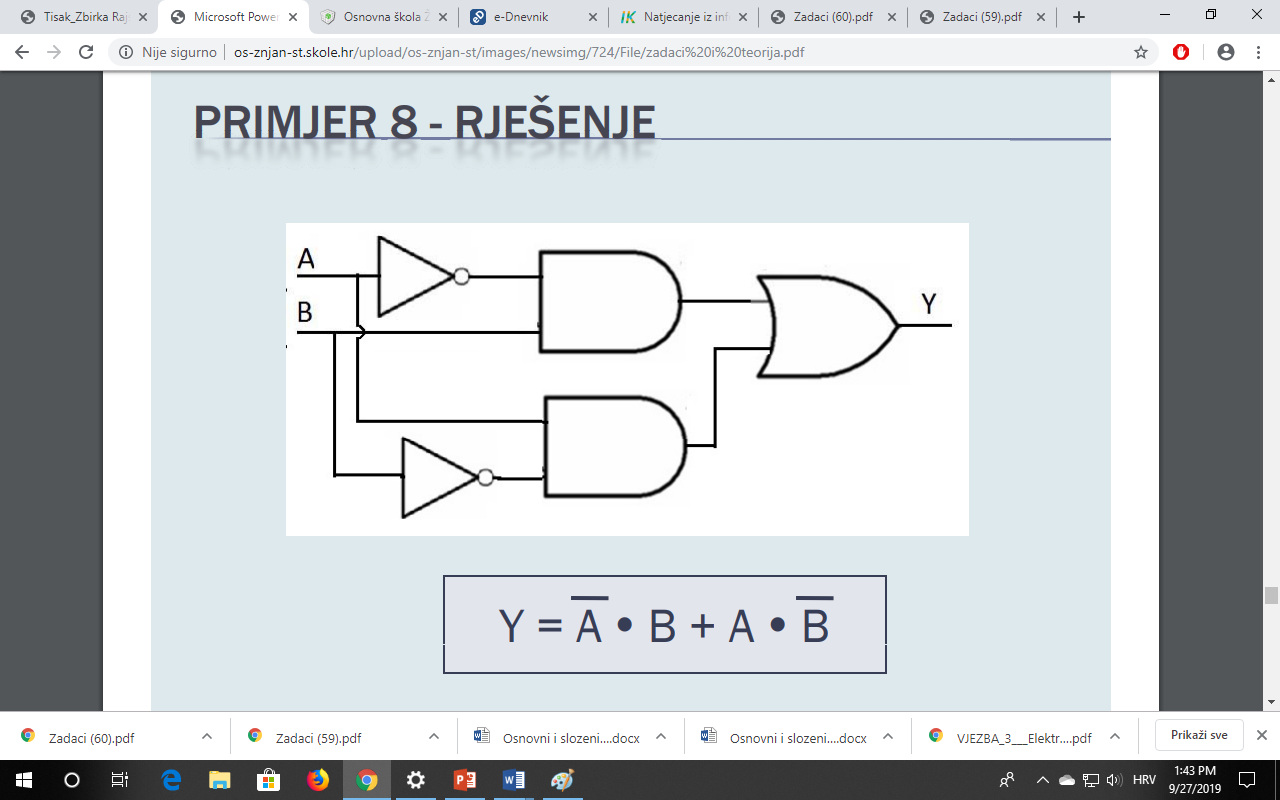 Tisak_Zbirka Raj
Microsoft Power
Osnovna škola Ž
e-Dnevnik
Natjecanje iz inf
Zadaci (60).pdf
Zadaci (59).pdf
Nije sigurno
os-znjan-st.skole.hr/upload/os-znjan-st/images/newsimg/724/File/zadaci%20i%20teorija.pdf
PRIMJER 8 - RJEŠENJE
A
B
Y
Y = A̅ • B + A • B̅
Zadaci (60).pdf
Zadaci (59).pdf
Osnovni i slozeni....docx
Osnovni i slozeni....docx
VJEZBA_3___Elektr....pdf
Prikaži sve
HRV
1:43 PM
9/27/2019